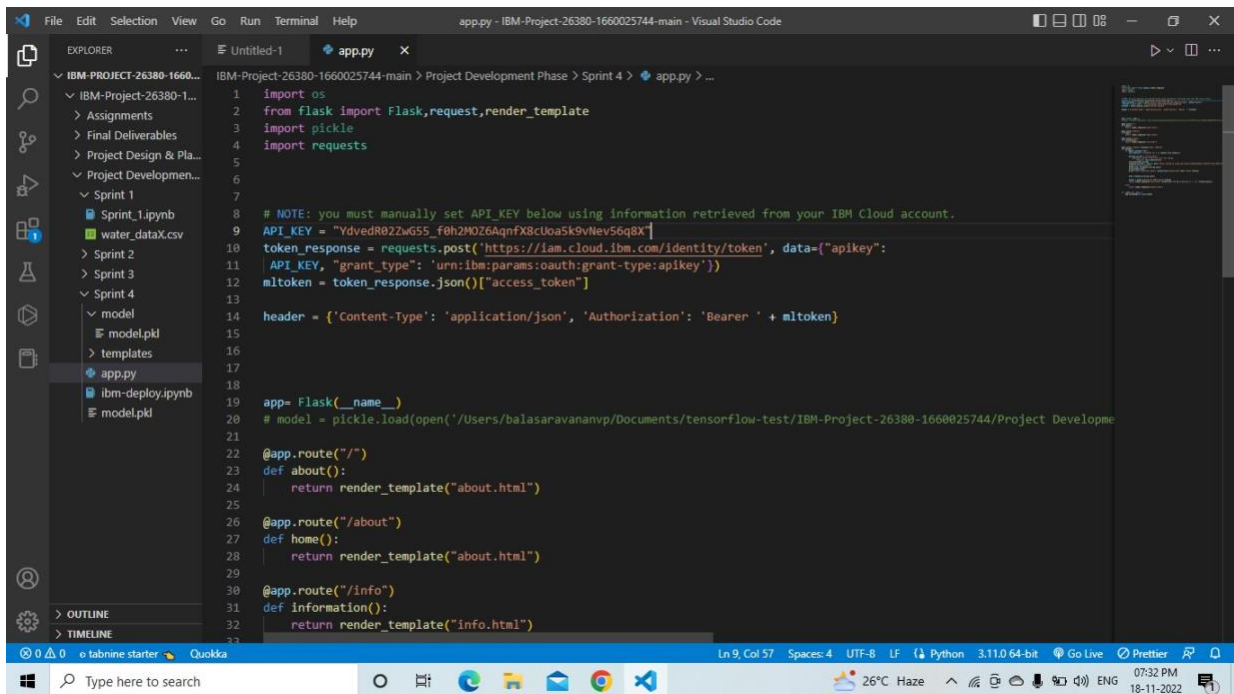 File Edit Selection View Go Run Terminal Help
app.py - IBM-Project-26380-1660025744-main - Visual Studio Code
EXPLORER
Untitled-1
app.py
IBM-PROJECT-26380-1660...
IBM-Project-26380-1...
Assignments
Final Deliverables
Project Design & Pla...
Project Developmen...
Sprint 1
Sprint_1.ipynb
water_dataX.csv
Sprint 2
Sprint 3
Sprint 4
model
model.pkl
templates
app.py
ibm-deploy.ipynb
model.pkl
OUTLINE
TIMELINE
IBM-Project-26380-1660025744-main > Project Development Phase > Sprint 4 > app.py > ...
1 import os
2 from flask import Flask,request,render_template
3 import pickle
4 import requests
5
6
7
8 # NOTE: you must manually set API_KEY below using information retrieved from your IBM Cloud account.
9 API_KEY = "YdvedR02ZwG55_f0h2MOZ6AqnfX8cUoa5k9vNev56q8X"
10 token_response = requests.post('https://iam.cloud.ibm.com/identity/token', data={"apikey":
11 API_KEY, "grant_type": 'urn:ibm:params:oauth:grant-type:apikey'})
12 mltoken = token_response.json()["access_token"]
13
14 header = {'Content-Type': 'application/json', 'Authorization': 'Bearer ' + mltoken}
15
16
17
18
19 app= Flask(__name__)
20 # model = pickle.load(open('/Users/balasaravananvp/Documents/tensorflow-test/IBM-Project-26380-1660025744/Project Developme
21
22 @app.route("/")
23 def about():
24 return render_template("about.html")
25
26 @app.route("/about")
27 def home():
28 return render_template("about.html")
29
30 @app.route("/info")
31 def information():
32 return render_template("info.html")
33
0 0 tabnine starter Quokka Ln 9, Col 57 Spaces: 4 UTF-8 LF Python 3.11.0 64-bit Go Live Prettier
Type here to search
26°C Haze ENG 07:32 PM
18-11-2022